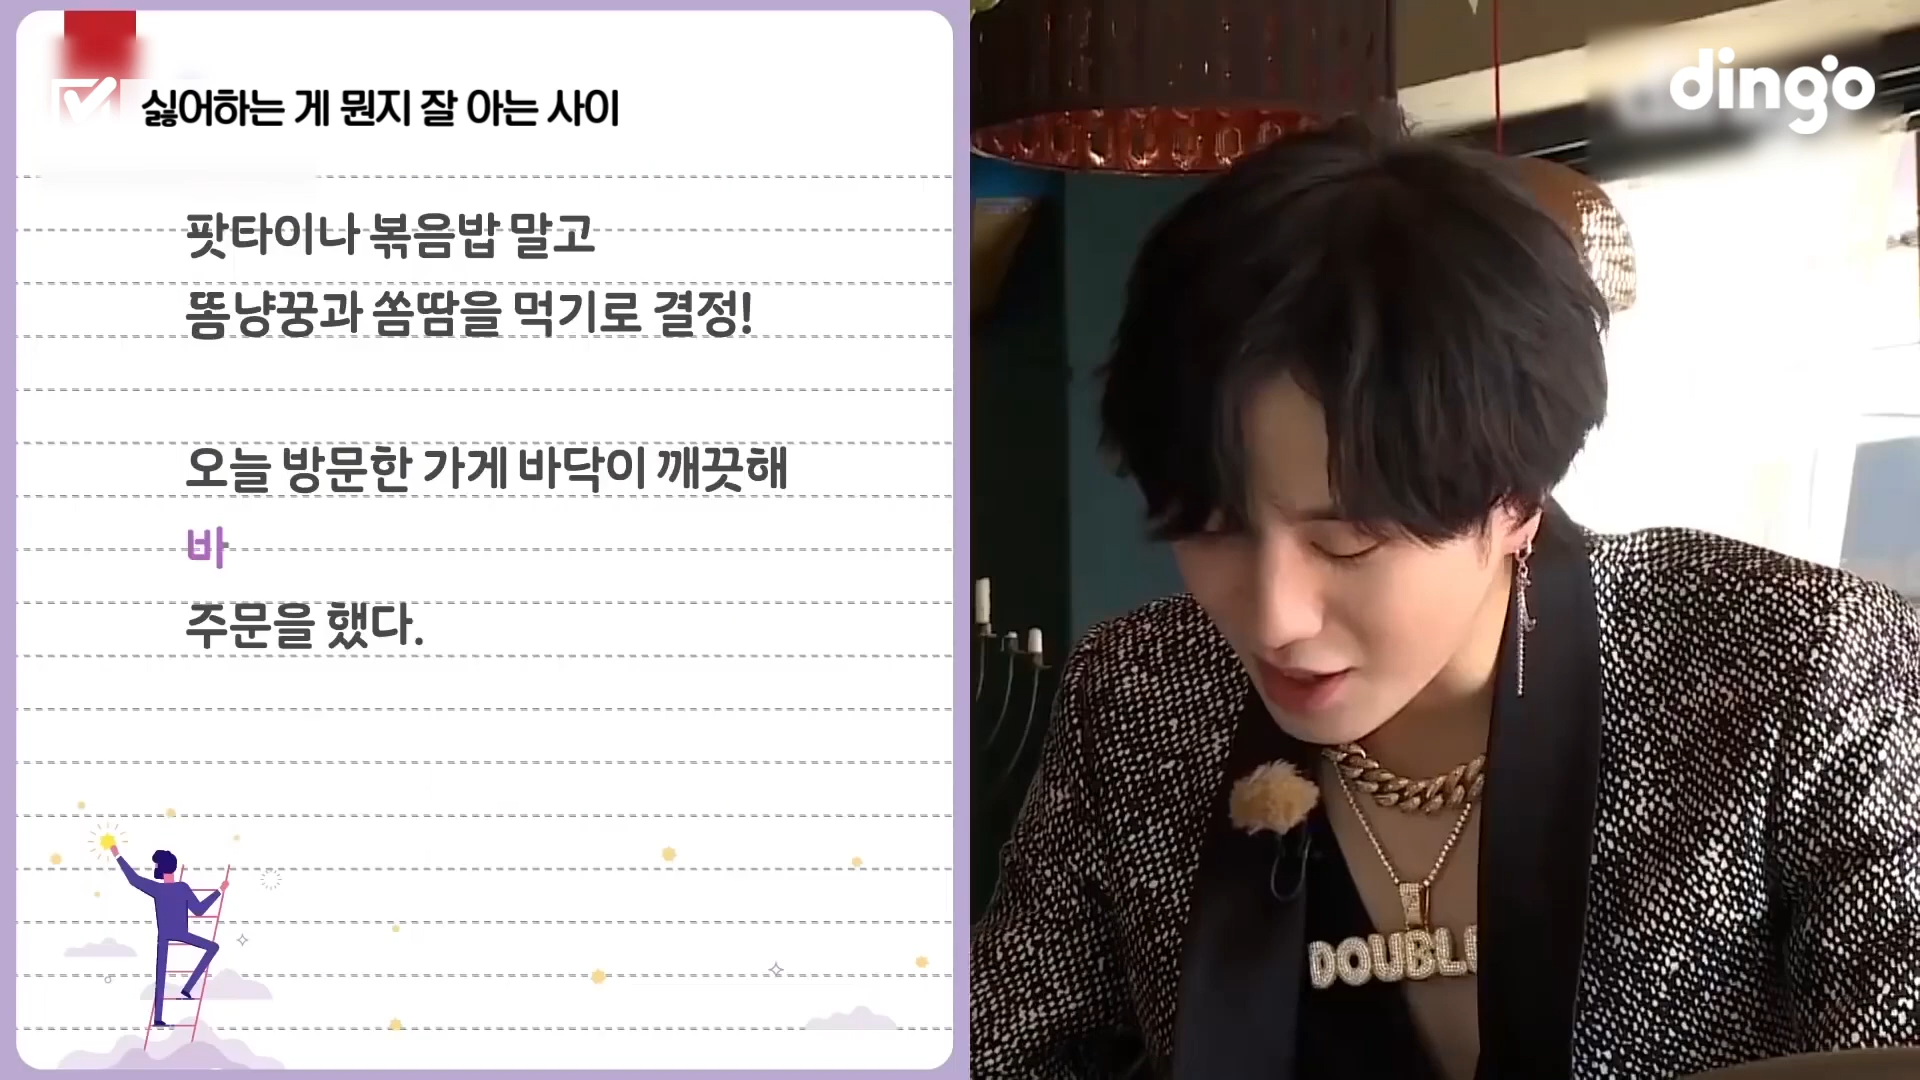 싫어하는 게 뭔지 잘 아는 사이
팟타이나 볶음밥 말고
똠냥꿍과 쏨땀을 먹기로 결정!
오늘 방문한 가게 바닥이 깨끗해
바
주문을 했다.
dingo
DOUBLE